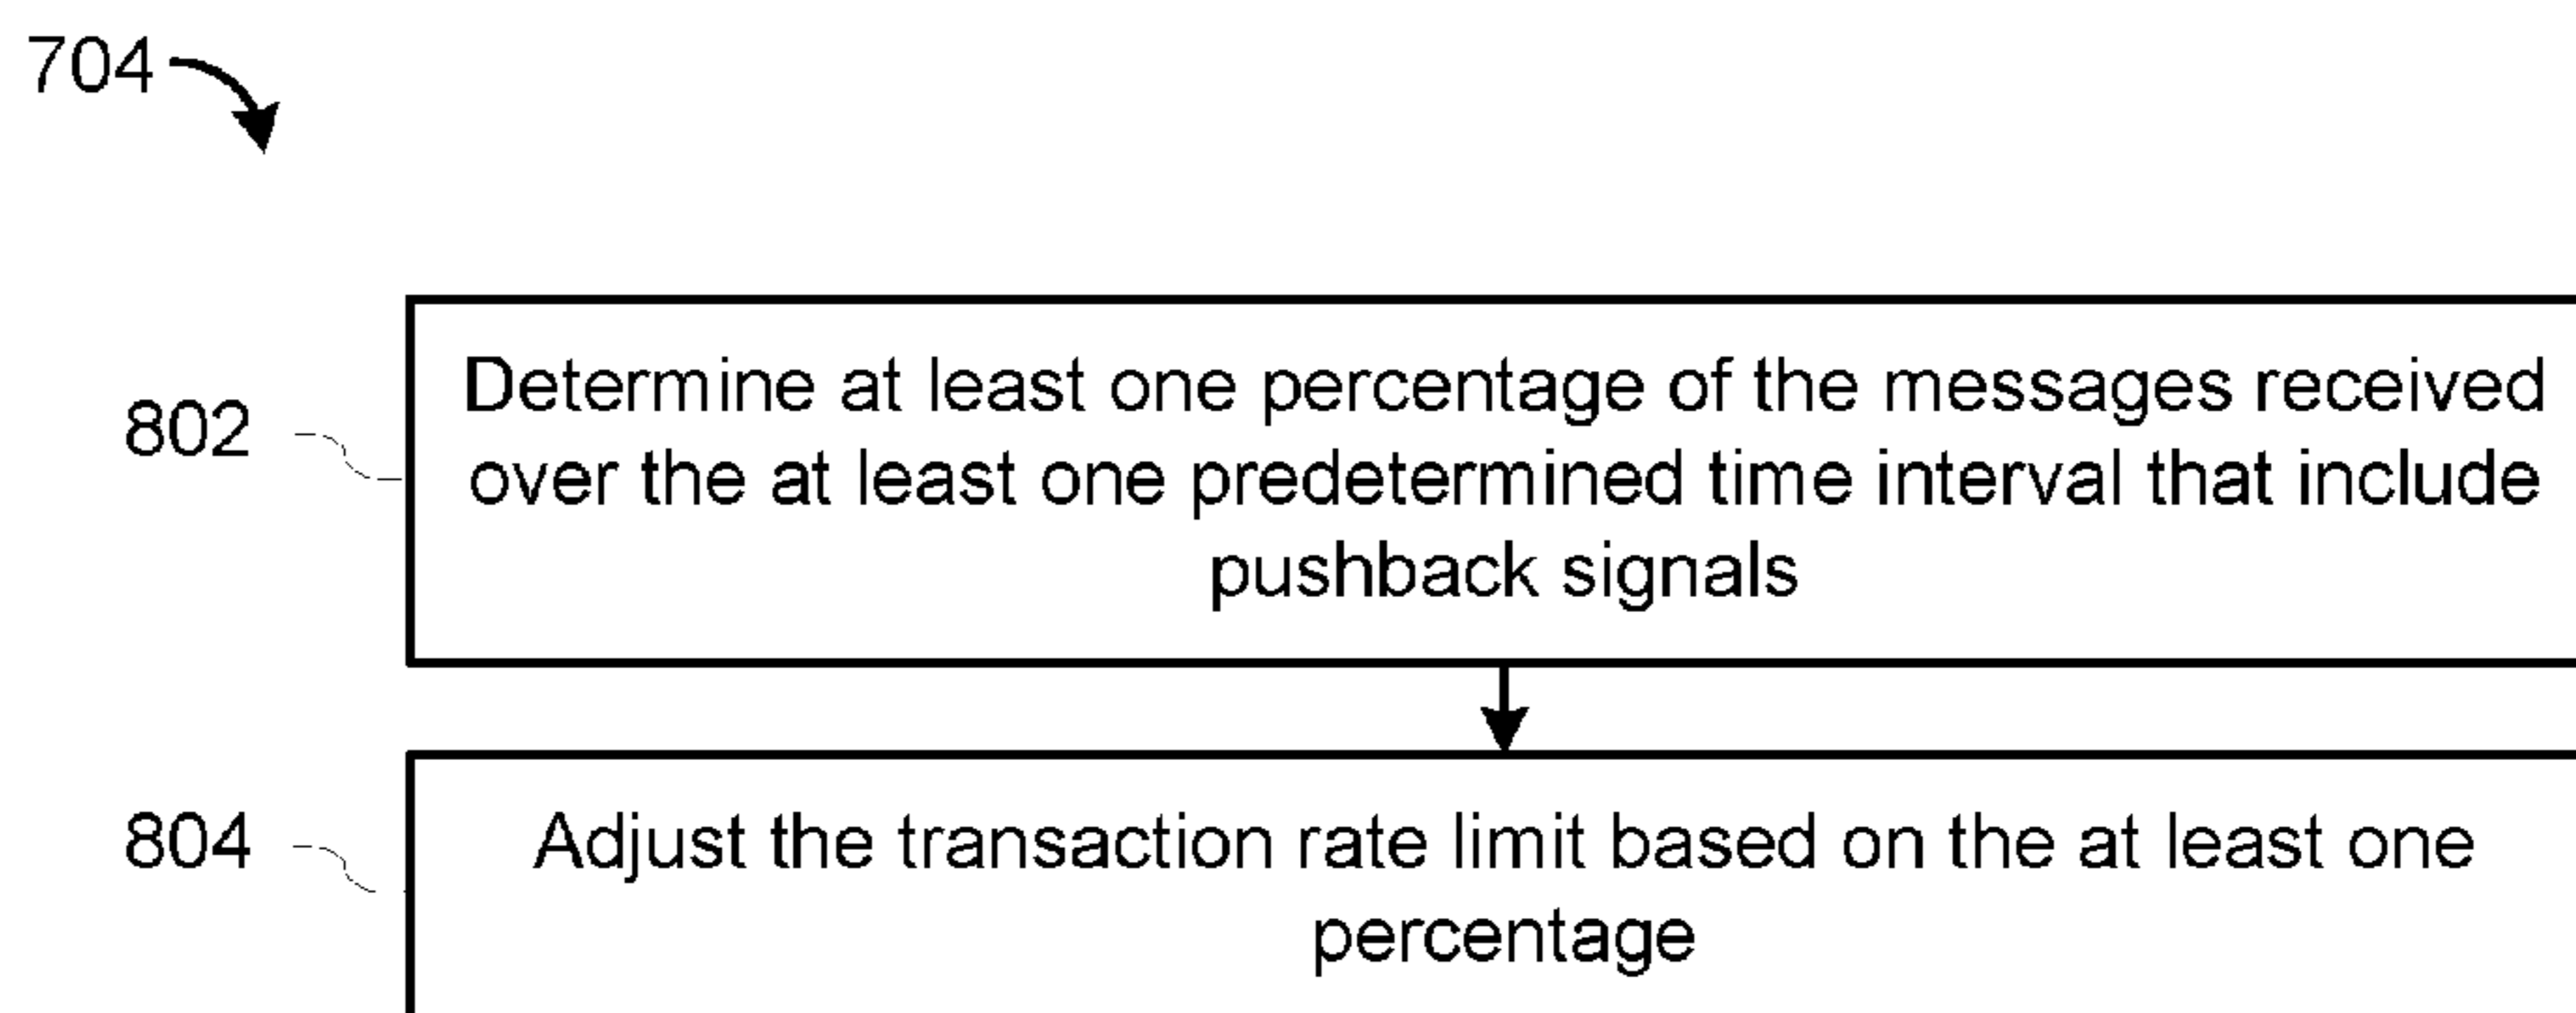 704
802
Determine at least one percentage of the messages received
over the at least one predetermined time interval that include
pushback signals
804
Adjust the transaction rate limit based on the at least one
percentage